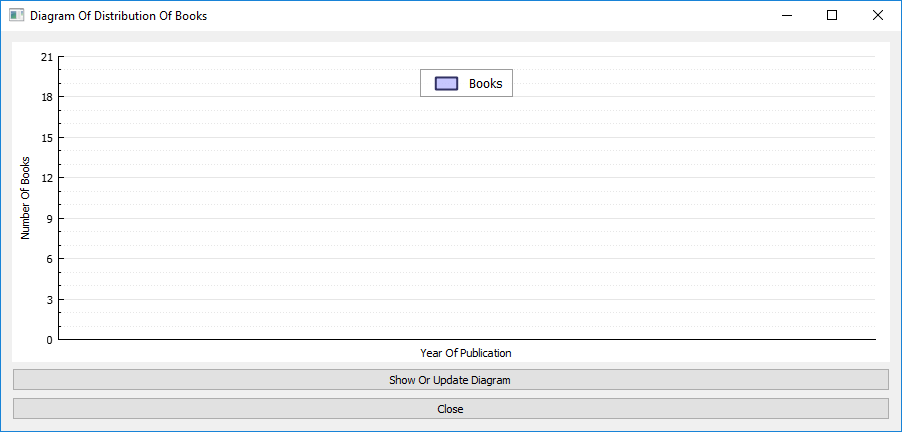 Diagram Of Distribution Of Books
21
18
15
12
9
6
3
0
Number Of Books
Books
Year Of Publication
Show Or Update Diagram
Close